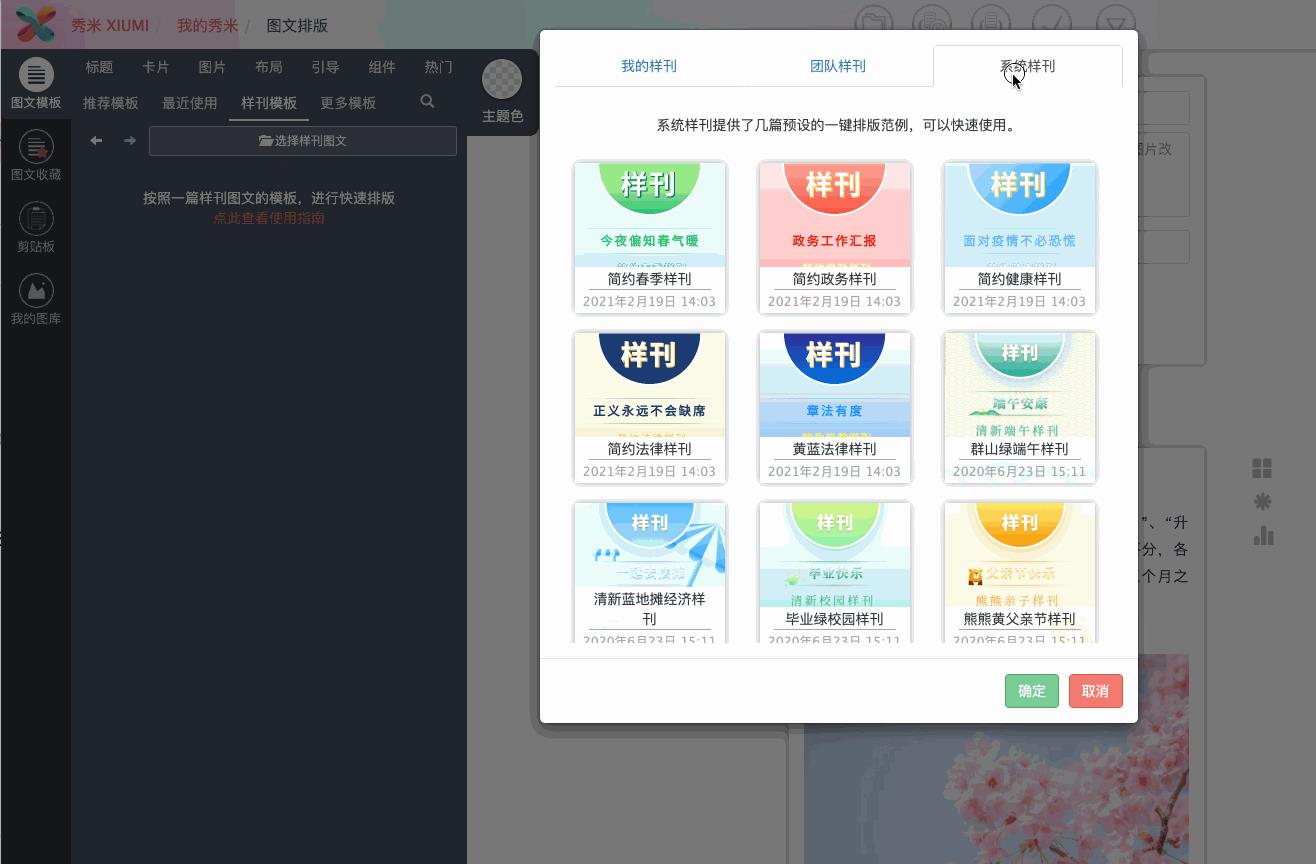 秀米 XIUMI / 我的秀米 / 图文排版
标题 卡片 图片 布局 引导 组件 热门
图文模板
推荐模板 最近使用 样刊模板 更多模板
主题色
选择样刊图文
图文收藏
按照一篇样刊图文的模板，进行快速排版
点此查看使用指南
剪贴板
我的图库
我的样刊 团队样刊 系统样刊
系统样刊提供了几篇预设的一键排版范例，可以快速使用。
样刊 样刊 样刊
今夜偏知春气暖 政务工作汇报 面对疫情不必恐慌
简约春季样刊 简约政务样刊 简约健康样刊
2021年2月19日 14:03 2021年2月19日 14:03 2021年2月19日 14:03
样刊 样刊 样刊
正义永远不会缺席 章法有度 端午安康
清新端午样刊
简约法律样刊 黄蓝法律样刊 群山绿端午样刊
2021年2月19日 14:03 2021年2月19日 14:03 2020年6月23日 15:11
样刊 样刊 样刊
一起去摆摊 毕业快乐 父亲节快乐
清新校园样刊 熊熊亲子样刊
清新蓝地摊经济样
刊
毕业绿校园样刊 熊熊黄父亲节样刊
2020年6月23日 15:11 2020年6月23日 15:11 2020年6月23日 15:11
确定 取消
图片改
”、“升
分，各
个月之